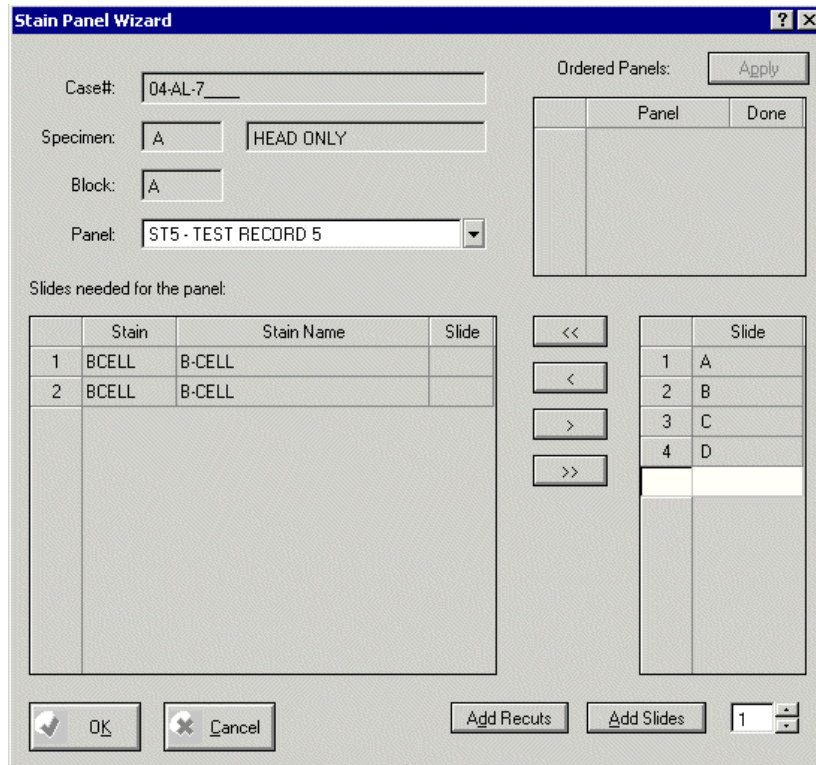 Stain Panel Wizard
Case#: 04-AL-7____
Ordered Panels: Apply
Specimen: A HEAD ONLY
Panel Done
Block: A
Panel: ST5 - TEST RECORD 5
Slides needed for the panel:
Stain Stain Name Slide
1 BCELL B-CELL
2 BCELL B-CELL
<<
<
>
>>
Slide
1 A
2 B
3 C
4 D
OK Cancel Add Recuts Add Slides 1